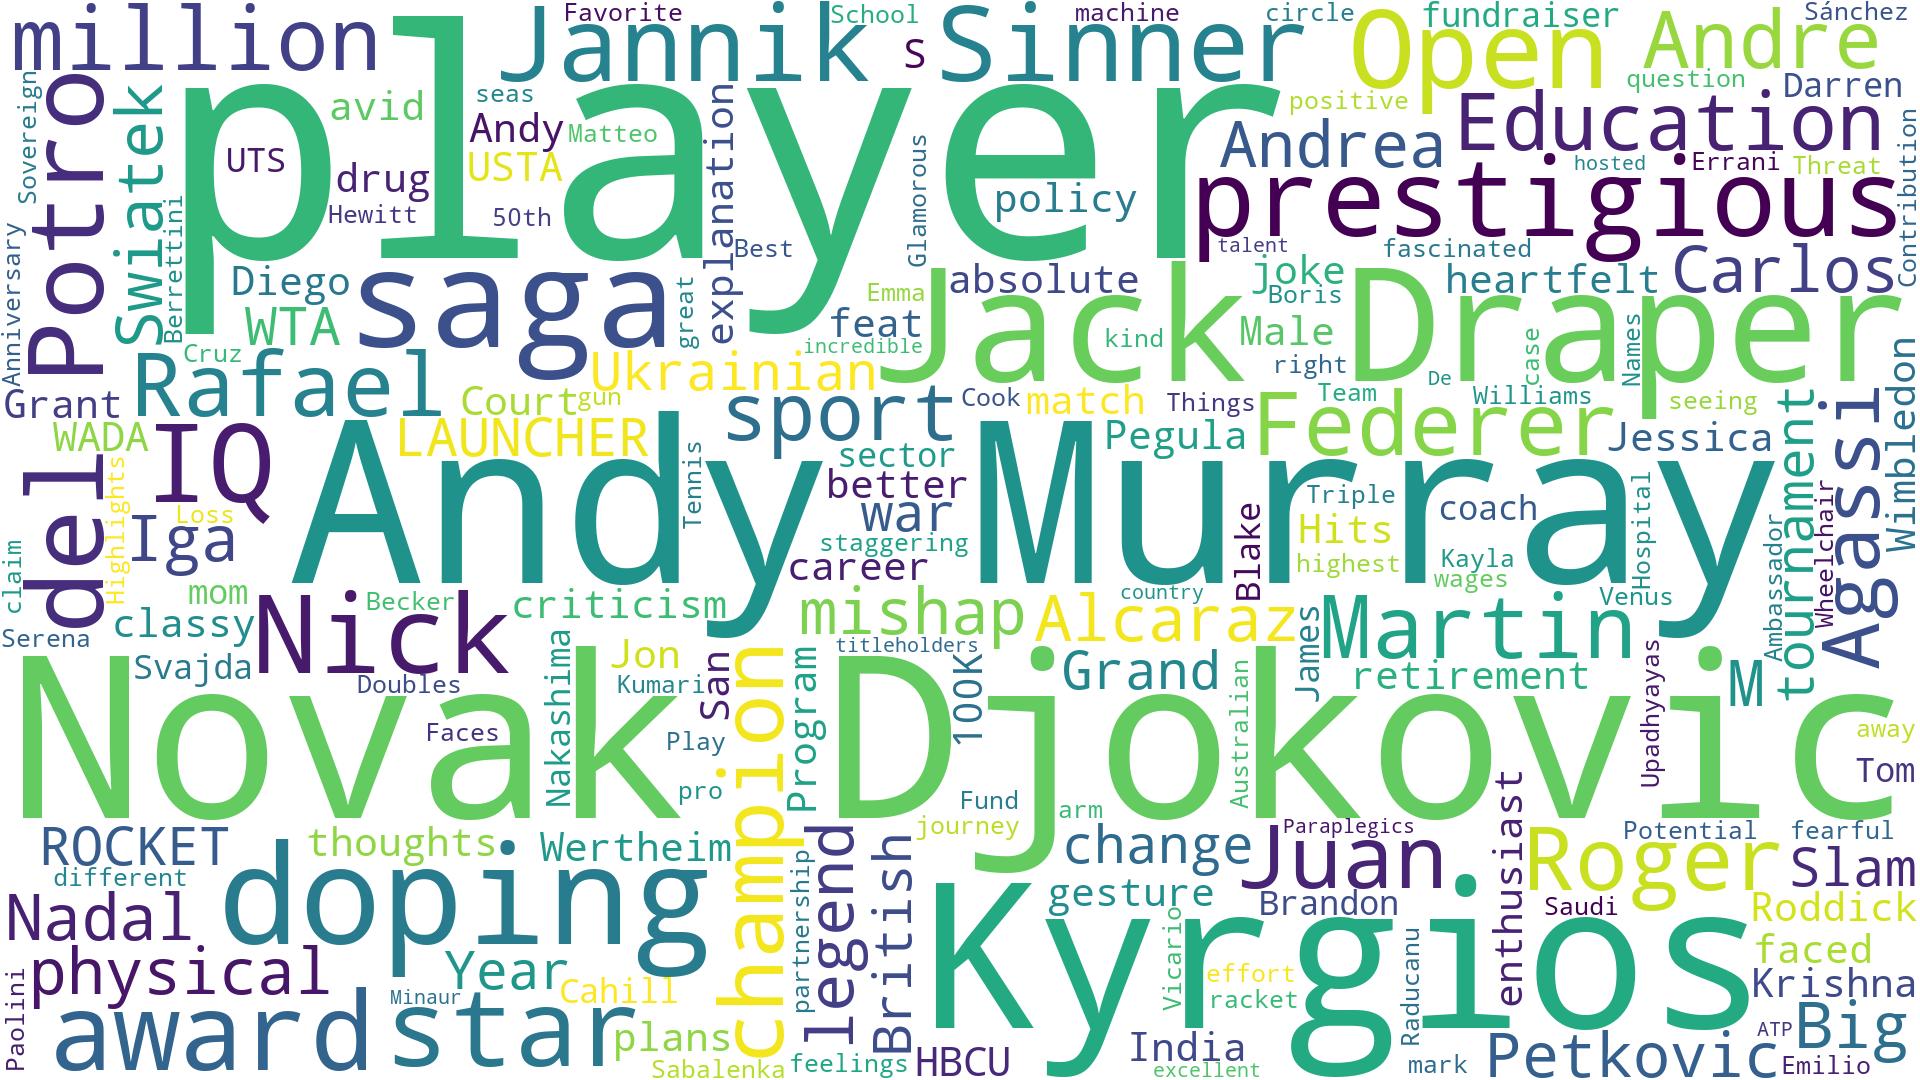 million
player
Jannik
Sinner
Favorite
School
S
machine
circle
Open
fundraiser
Andre
Sánchez
question
Darren
Sovereign
Potro
Swiatek
avid
seas
Andy
Matteo
USTA
UTS
drug
Hewitt
50th
explanation
Best
Glamorous
policy
positive
Andrea
Education
hosted
Errani
Threat
prestigious
Contribution
Anniversary
Berrettini
Diego
WTA
saga
great
Cruz
Emma
absolute
feat
incredible
Jack Draper
talent
joke
Boris
fascinated
heartfelt
Carlos
kind
Male
right
case
Names
Grant
Rafael
Court
gun
Ukrainian
sport
Cook
match
Things
Federer
De
Team
Williams
seeing
tournament
Agassi
Wimbledon
WADA
IQ
LAUNCHER
Pegula
Jessica
del
Highlights
Loss
Iga
Andy Murray
Tennis
sector
better
war
staggering
career
Blake
Triple
Hits
highest
coach
Kayla
wages
Hospital
Ambassador
Wheelchair
claim
mom
Serena
classy
Nick
Becker
criticism
mishap
country
Alcaraz
James
Martin
Venus
Svajda
Doubles
Nakashima
Jon
Kumari
San
champion
Program
titleholders
100K
Grand
Australian
retirement
Upadhyayas
M
Novak Djokovic
Faces
Play
pro
away
Tom
Fund
journey
arm
ROCKET
thoughts
Wertheim
different
doping
partnership
legend
British
change
Paraplegics
Juan
enthusiast
Roger
Potential
fearful
Slam
gesture
Brandon
Saudi
Roddick
Nadal
physical
Year
Cahill
Kyrgios
Vicario
effort
racket
Raducanu
faced
Krishna
Paolini
award
Minaur
star
plans
Sabalenka
feelings
HBCU
India
excellent
mark
Petkovic
ATP
Big
Emilio